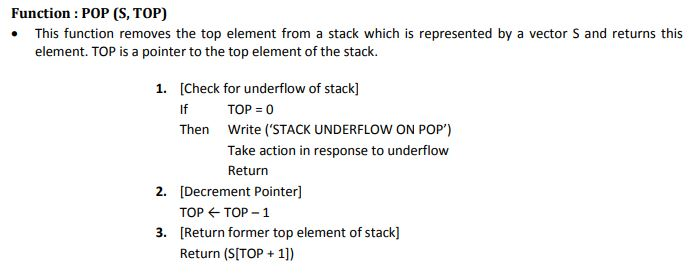 Function : POP (S, TOP)
• This function removes the top element from a stack which is represented by a vector S and returns this
element. TOP is a pointer to the top element of the stack.
1. [Check for underflow of stack]
If TOP = 0
Then Write (‘STACK UNDERFLOW ON POP’)
Take action in response to underflow
Return
2. [Decrement Pointer]
TOP ← TOP – 1
3. [Return former top element of stack]
Return (S[TOP + 1])